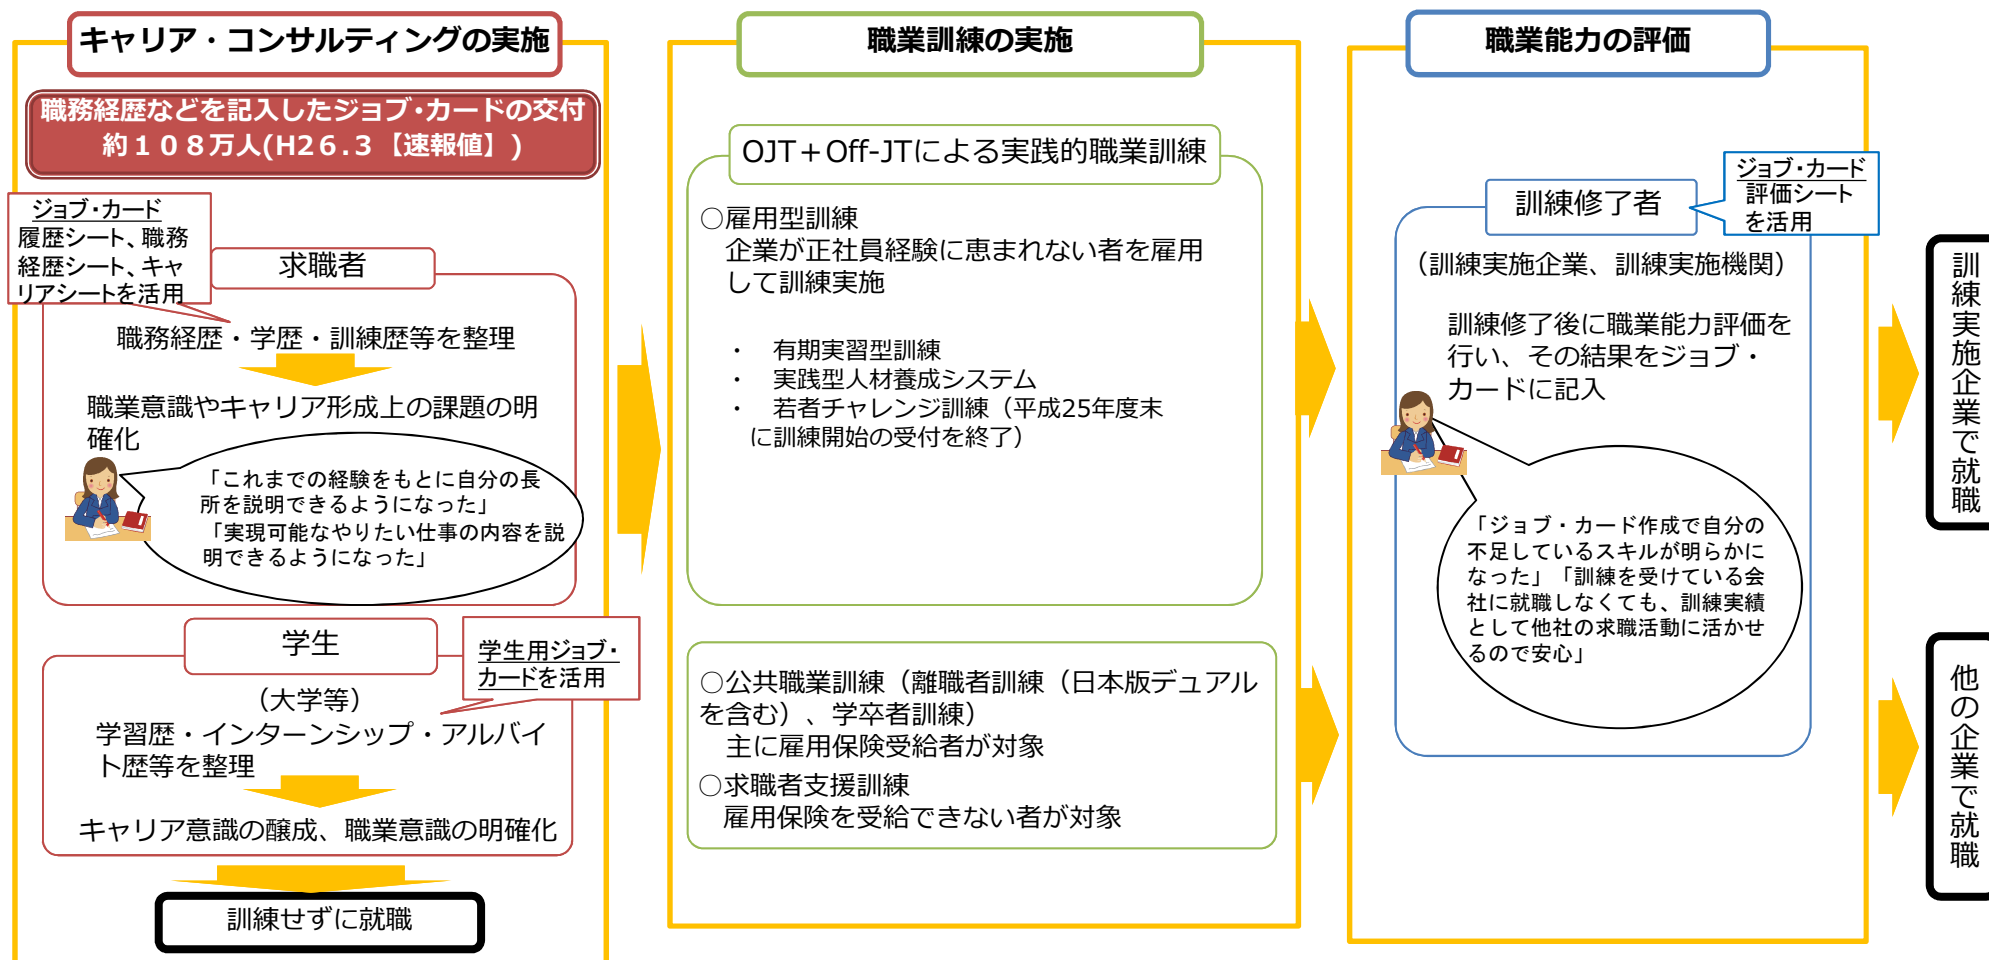 キャリア・コンサルティングの実施
職務経歴などを記入したジョブ・カードの交付
約１０８万人(H26.3【速報値】)
ジョブ・カード
履歴シート、職務
経歴シート、キャ
リアシートを活用
求職者
職務経歴・学歴・訓練歴等を整理
職業意識やキャリア形成上の課題の明
確化
「これまでの経験をもとに自分の長
所を説明できるようになった」
「実現可能なやりたい仕事の内容を説
明できるようになった」
学生
学生用ジョブ・
カードを活用
（大学等）
学習歴・インターンシップ・アルバイ
ト歴等を整理
キャリア意識の醸成、職業意識の明確化
訓練せずに就職
職業訓練の実施
OJT＋Off-JTによる実践的職業訓練
○雇用型訓練
企業が正社員経験に恵まれない者を雇用
して訓練実施
・　有期実習型訓練
・　実践型人材養成システム
・　若者チャレンジ訓練（平成25年度末
に訓練開始の受付を終了）
○公共職業訓練（離職者訓練（日本版デュアル
を含む）、学卒者訓練）
主に雇用保険受給者が対象
○求職者支援訓練
雇用保険を受給できない者が対象
職業能力の評価
ジョブ・カード
評価シート
を活用
訓練修了者
（訓練実施企業、訓練実施機関）
訓練修了後に職業能力評価を
行い、その結果をジョブ・
カードに記入
「ジョブ・カード作成で自分の
不足しているスキルが明らかに
なった」「訓練を受けている会
社に就職しなくても、訓練実績
として他社の求職活動に活かせ
るので安心」
訓練実施企業で就職
他の企業で就職